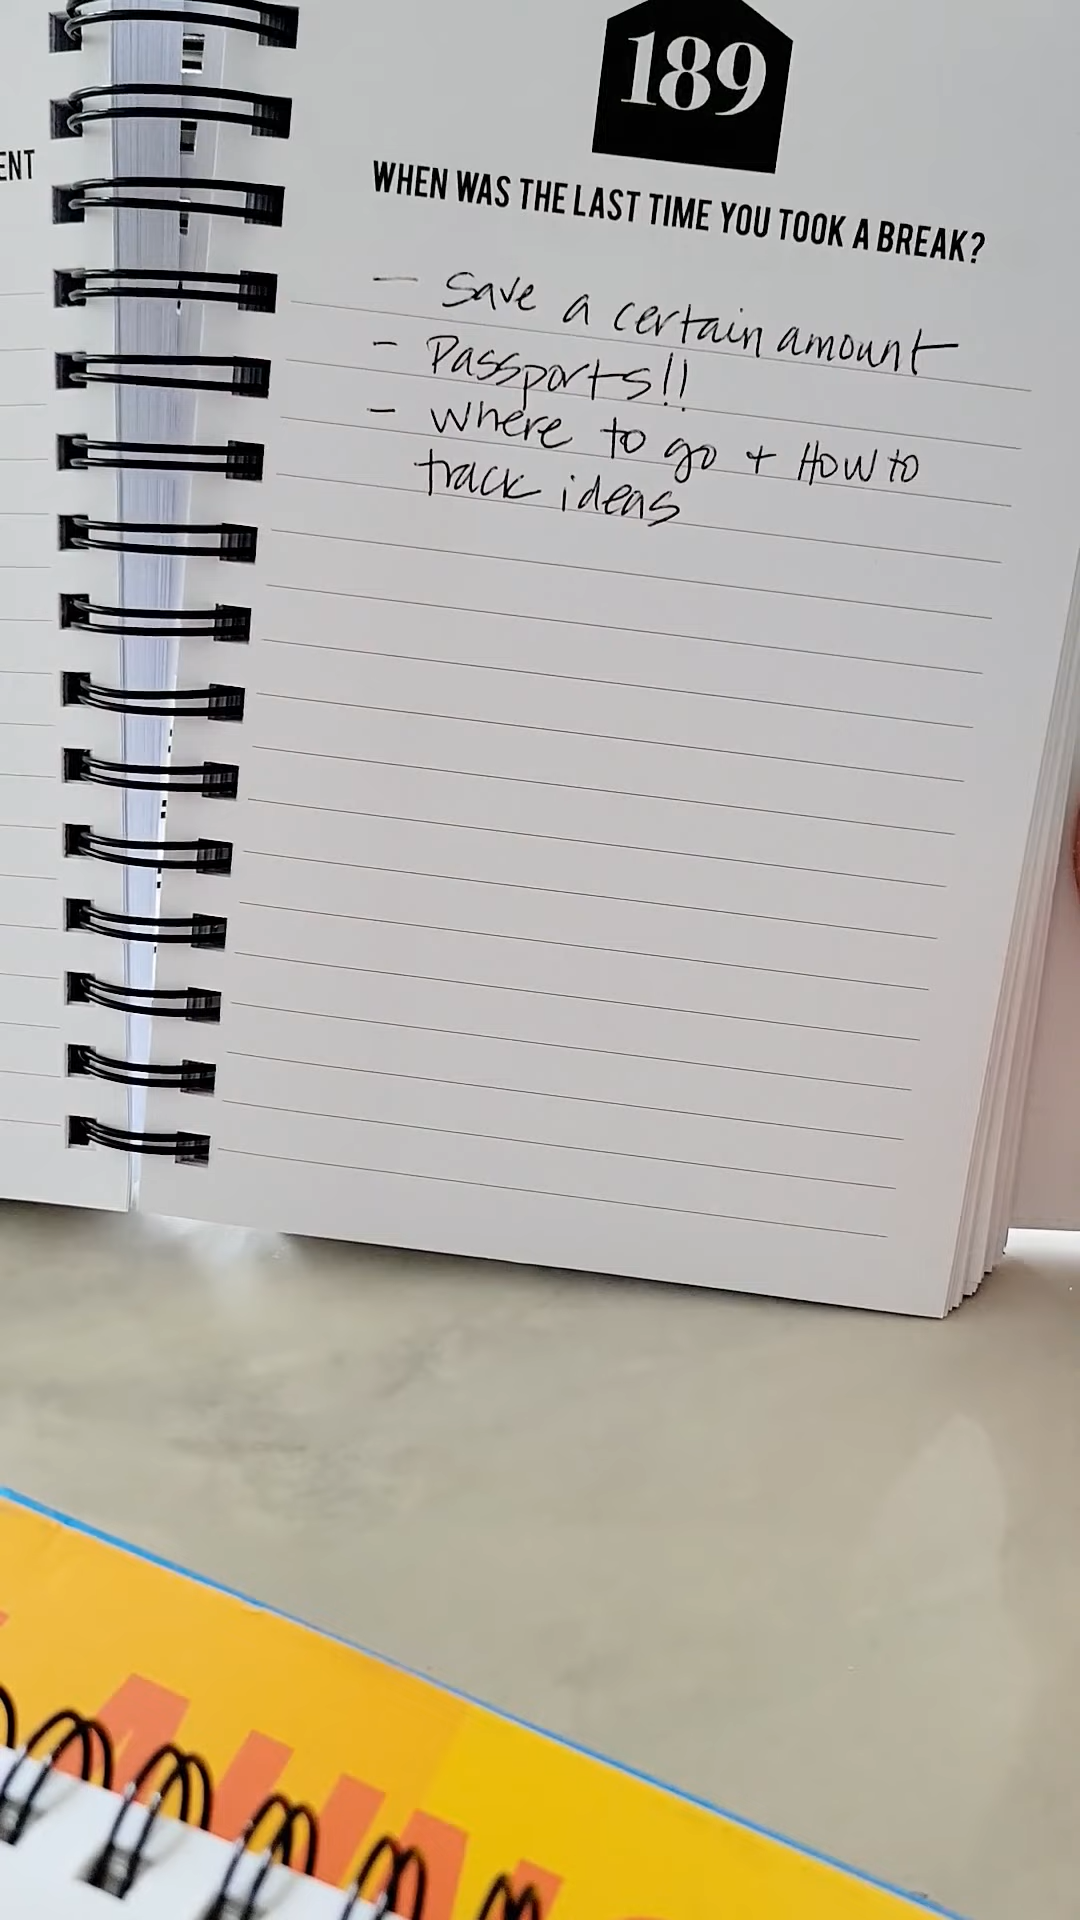 ENT
189
WHEN WAS THE LAST TIME YOU TOOK A BREAK?
- Save a certain amount
- Passports!!
- Where to go + How to
track ideas